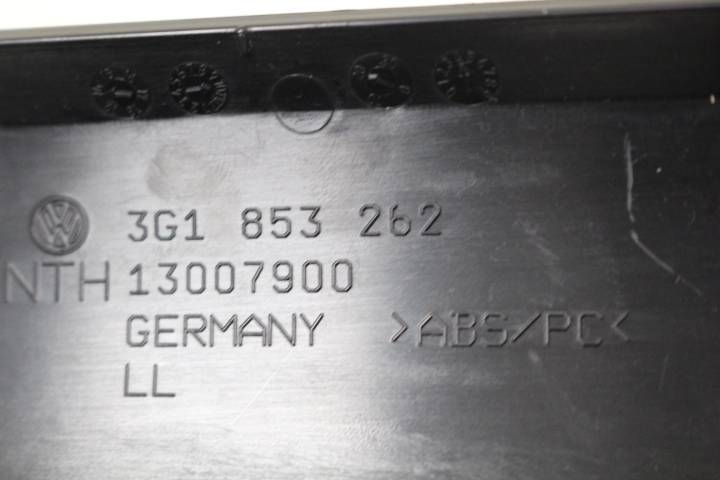 3G1 853 262
NTH 13007900
GERMANY >ABS/PC<
LL